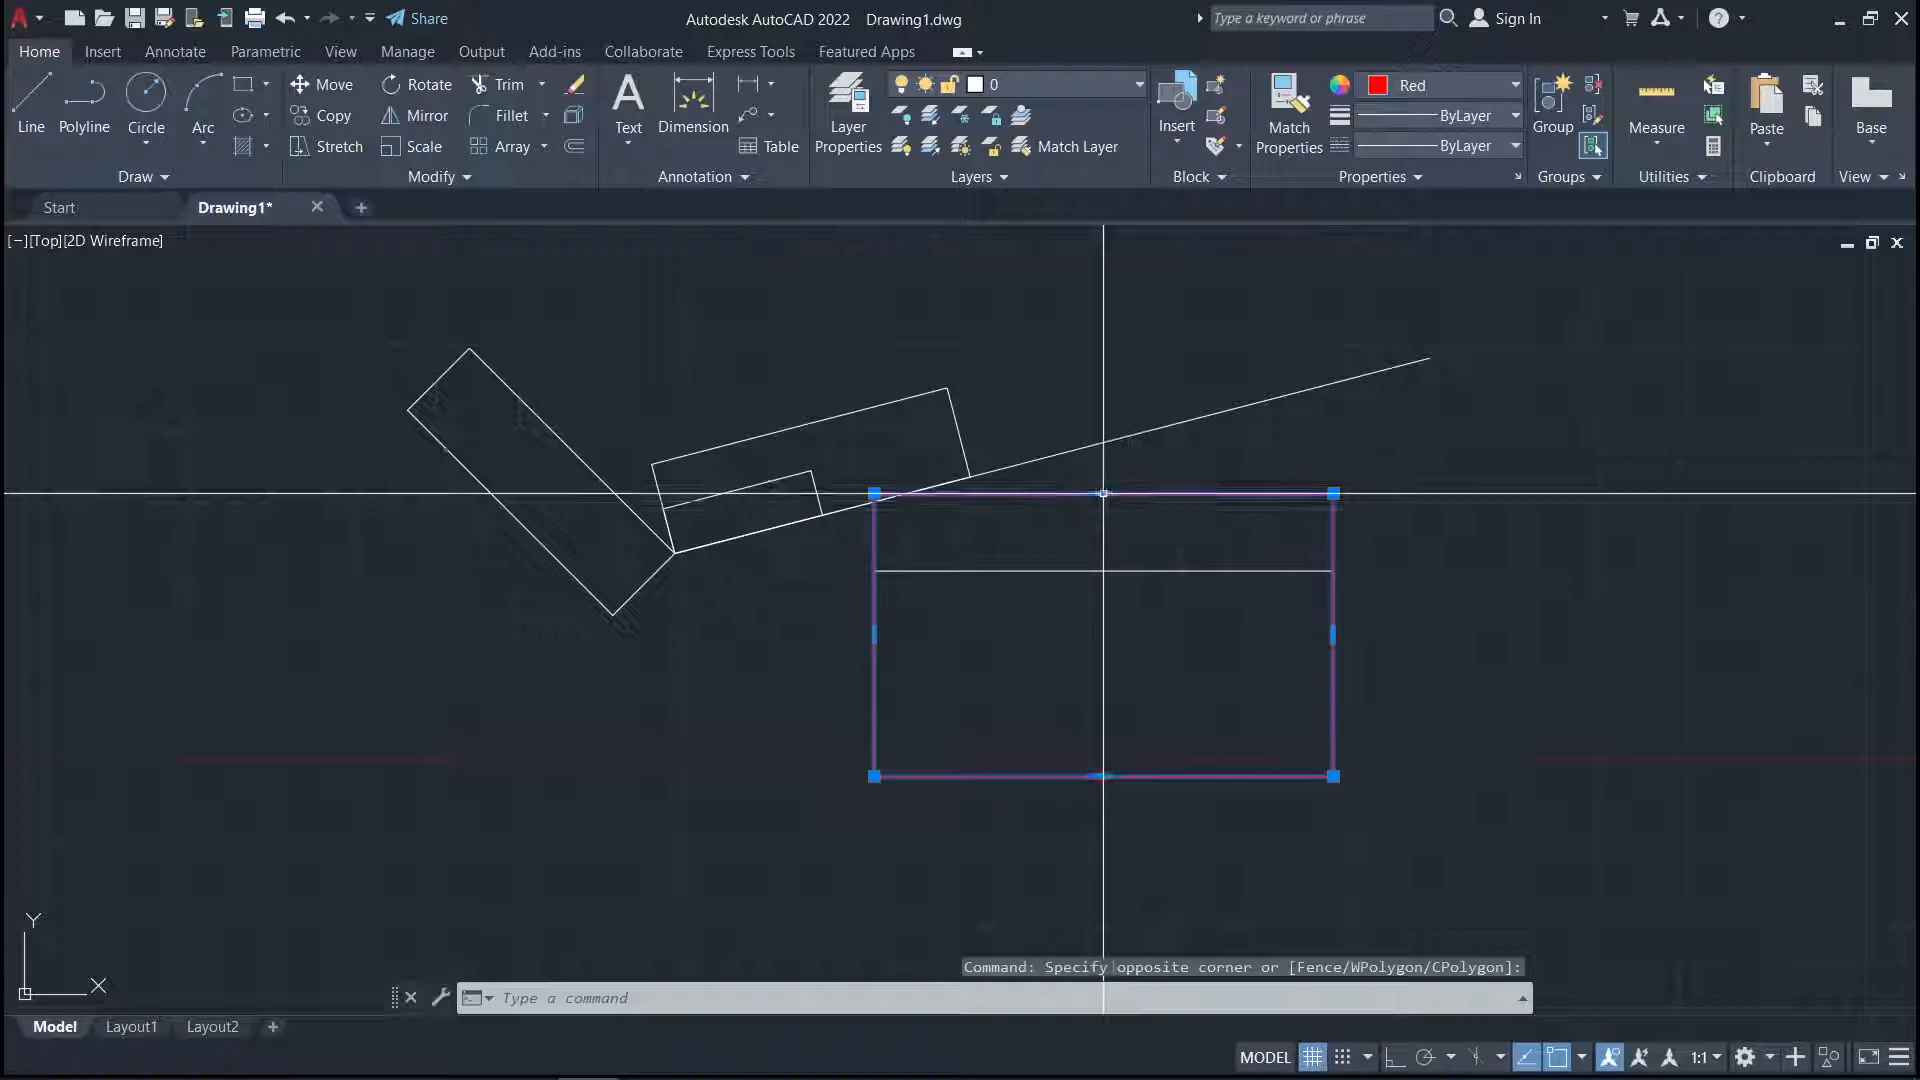 Share
Autodesk AutoCAD 2022 Drawing1.dwg
Type a keyword or phrase
Sign In
Home Insert Annotate Parametric View Manage Output Add-ins Collaborate Express Tools Featured Apps
Line
Polyline
Circle
Arc
Move
Rotate
Trim
Copy
Mirror
Fillet
Stretch
Scale
Array
Text
Dimension
Table
Layer
Properties
0
Match Layer
Insert
Match
Properties
Red
ByLayer
ByLayer
Group
Measure
Paste
Base
Draw Modify Annotation Layers Block Properties Groups Utilities Clipboard View
Start Drawing1*
[−][Top][2D Wireframe]
Y
X
Command: Specify opposite corner or [Fence/WPolygon/CPolygon]:
Type a command
Model Layout1 Layout2
MODEL
1:1